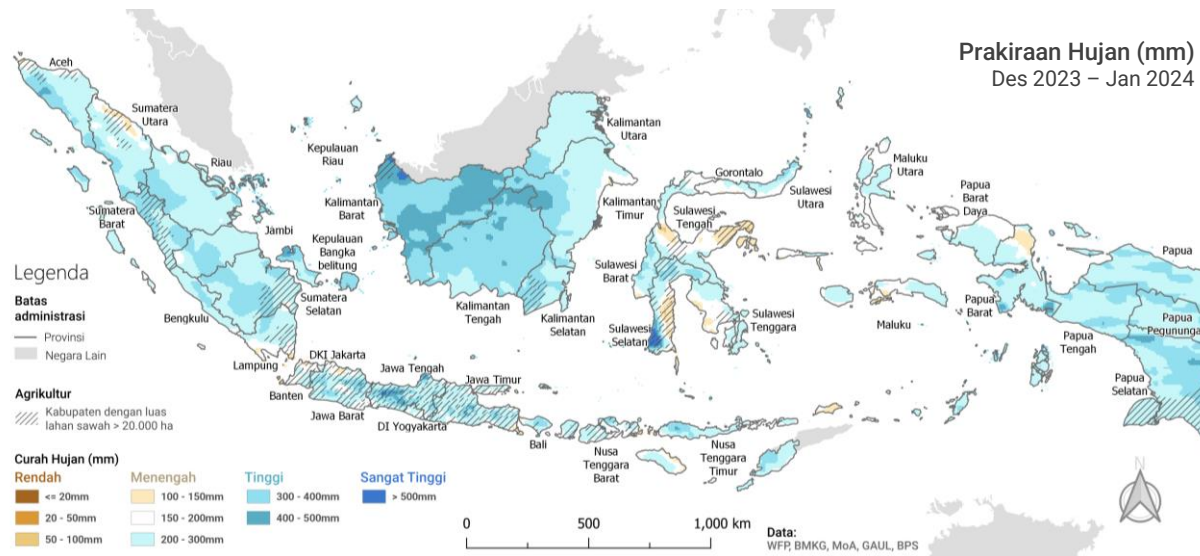 Prakiraan Hujan (mm)
Des 2023 – Jan 2024
Aceh
Sumatera
Utara
Riau
Kepulauan
Riau
Sumatera
Barat
Jambi
Kepulauan
Bangka
belitung
Bengkulu
Sumatera
Selatan
Lampung
DKI Jakarta
Banten
Jawa Barat
Jawa Tengah
DI Yogyakarta
Jawa Timur
Bali
Nusa
Tenggara
Barat
Nusa
Tenggara
Timur
Kalimantan
Barat
Kalimantan
Tengah
Kalimantan
Selatan
Kalimantan
Timur
Kalimantan
Utara
Gorontalo
Sulawesi
Utara
Sulawesi
Tengah
Sulawesi
Barat
Sulawesi
Selatan
Sulawesi
Tenggara
Maluku
Utara
Maluku
Papua
Barat
Daya
Papua
Barat
Papua
Papua
Pegununga
Papua
Tengah
Papua
Selatan
Legenda
Batas
administrasi
Provinsi
Negara Lain
Agrikultur
Kabupaten dengan luas
lahan sawah > 20.000 ha
Curah Hujan (mm)
Rendah
<= 20mm
20 - 50mm
50 - 100mm
Menengah
100 - 150mm
150 - 200mm
200 - 300mm
Tinggi
300 - 400mm
400 - 500mm
Sangat Tinggi
> 500mm
0 500 1,000 km
Data:
WFP, BMKG, MoA, GAUL, BPS
N